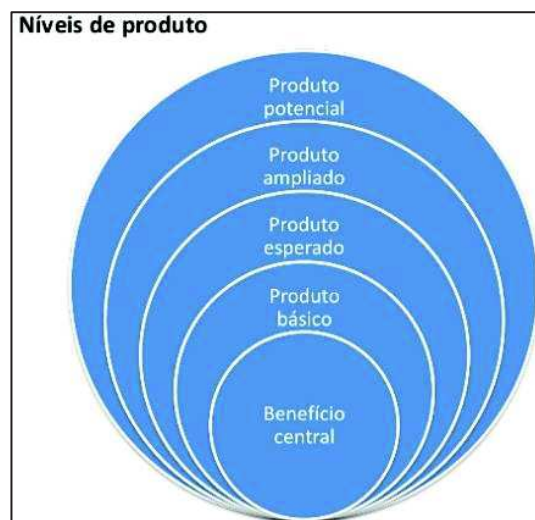 Níveis de produto
Produto
potencial
Produto
ampliado
Produto
esperado
Produto
básico
Benefício
central